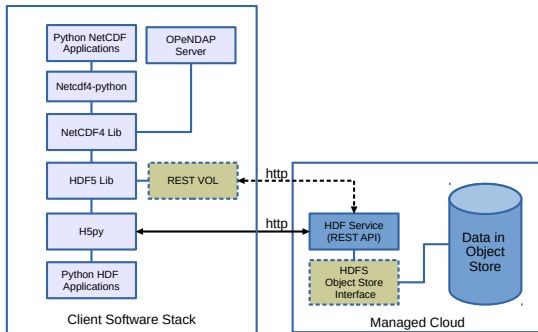 Python NetCDF
Applications
OPeNDAP
Server
Netcdf4-python
NetCDF4 Lib
HDF5 Lib
REST VOL
http
H5py
http
HDF Service
(REST API)
Data in
Object
Store
HDFS
Object Store
Interface
Python HDF
Applications
Client Software Stack
Managed Cloud